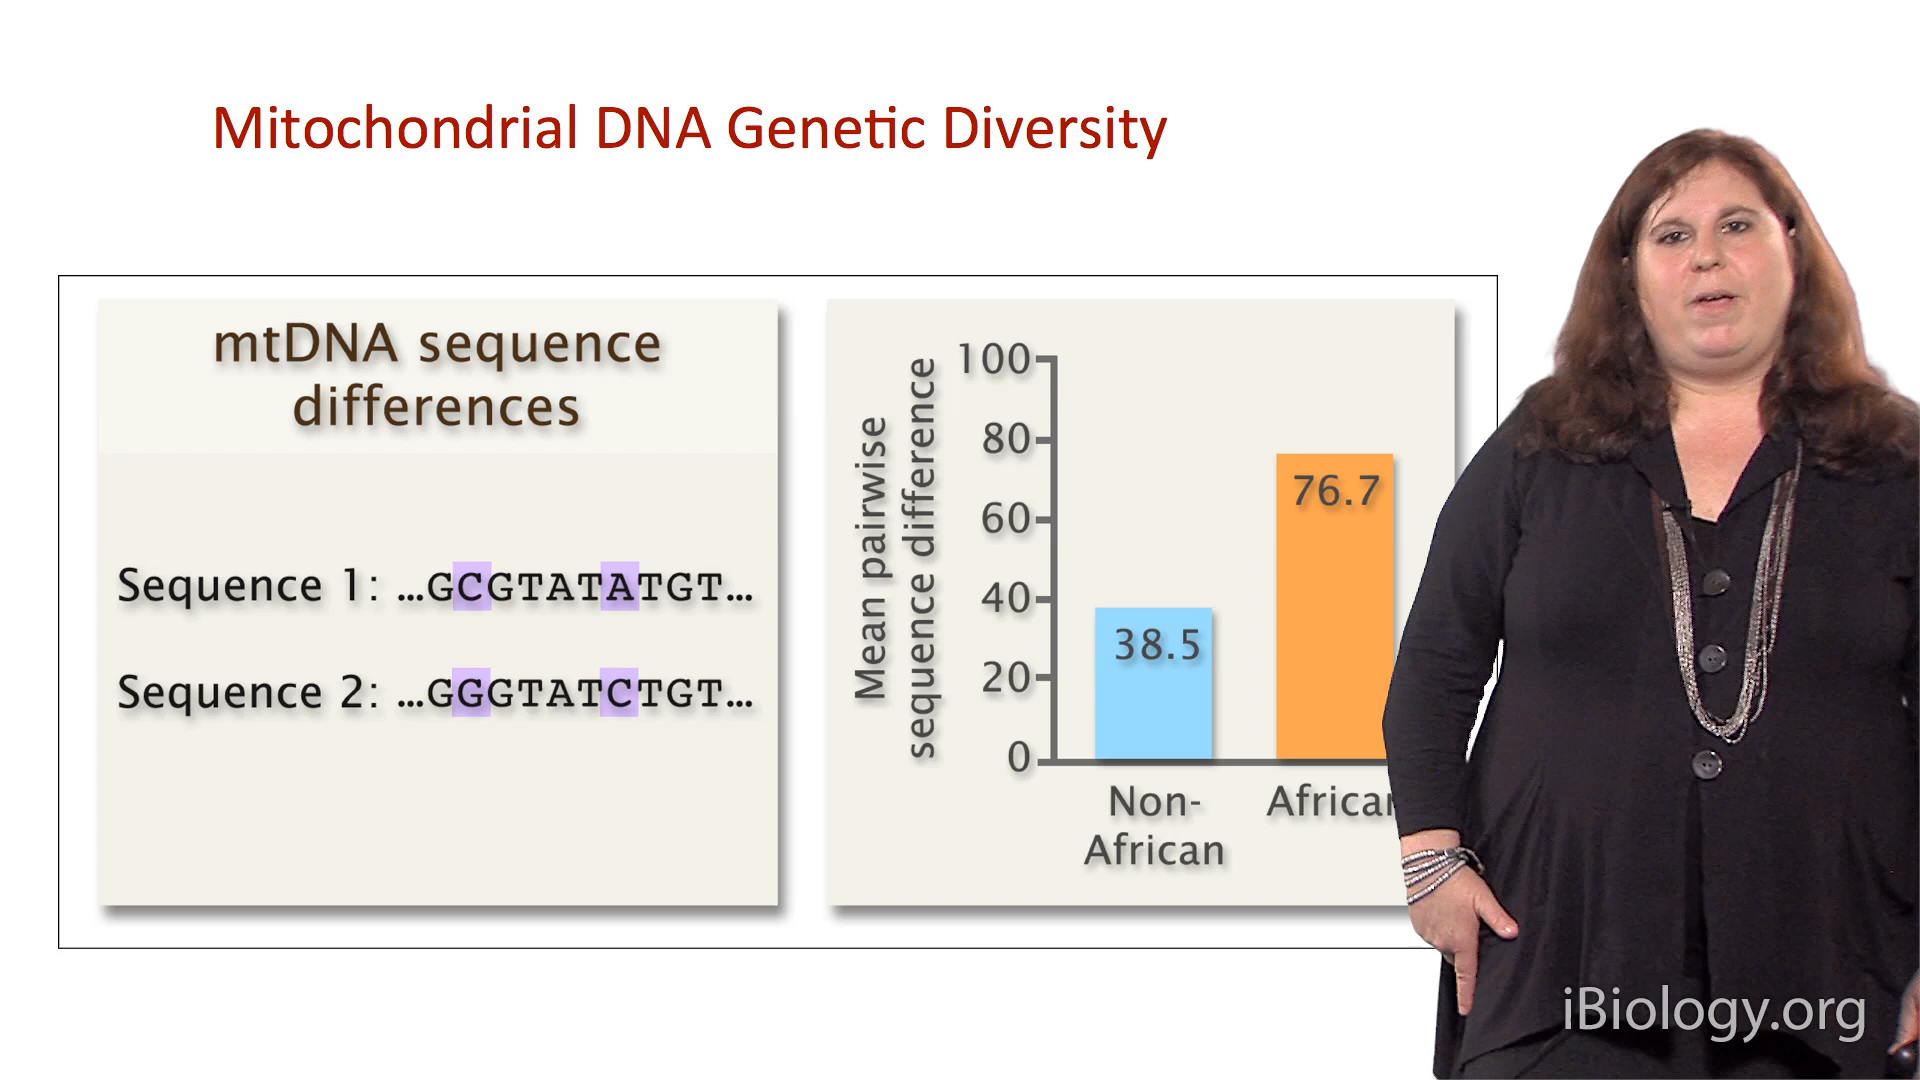 Mitochondrial DNA Genetic Diversity
mtDNA sequence
differences
Sequence 1: ...GCGTATATGT...
Sequence 2: ...GGGTATCTGT...
Mean pairwise
sequence difference
100
80
60
40
20
0
38.5
76.7
Non-
African
African
iBiology.org